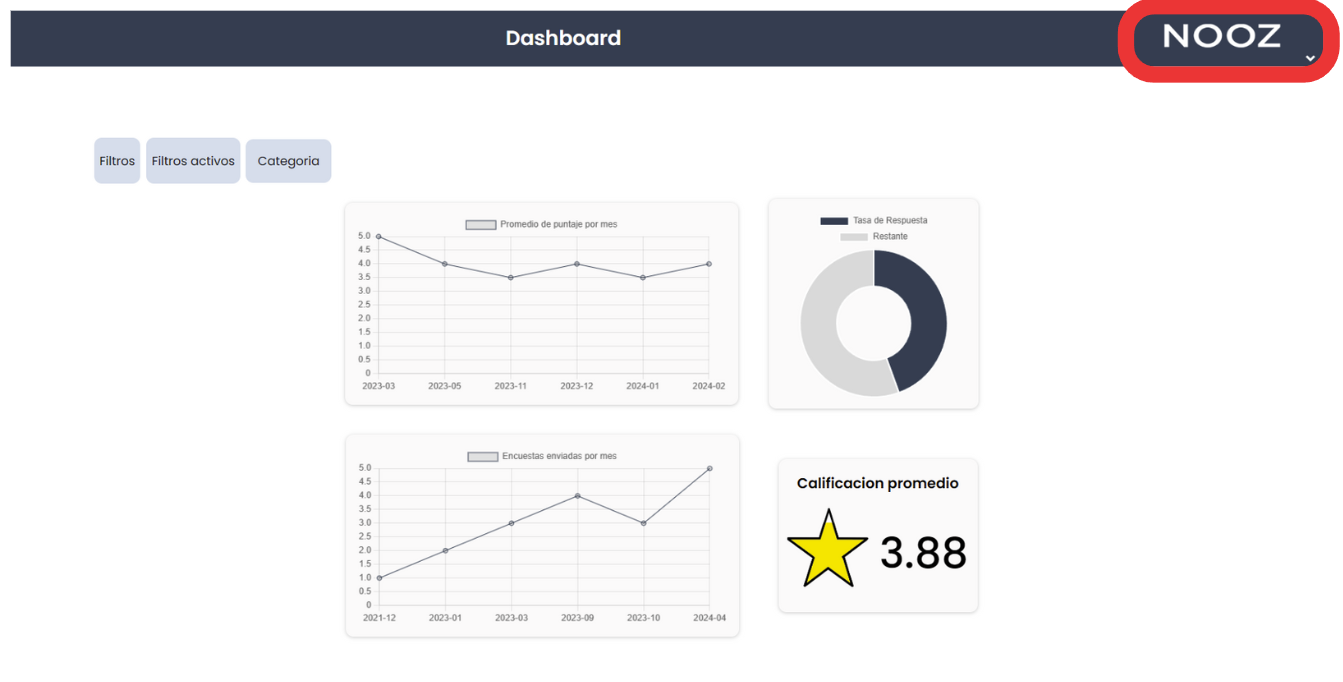 Dashboard
NOOZ
Filtros
Filtros activos
Categoria
Promedio de puntaje por mes
5.0
4.5
4.0
3.5
3.0
2.5
2.0
1.5
1.0
0.5
0
2023-03 2023-05 2023-11 2023-12 2024-01 2024-02
Tasa de Respuesta
Restante
Encuestas enviadas por mes
5.0
4.5
4.0
3.5
3.0
2.5
2.0
1.5
1.0
0.5
0
2021-12 2023-01 2023-03 2023-09 2023-10 2024-04
Calificacion promedio
3.88